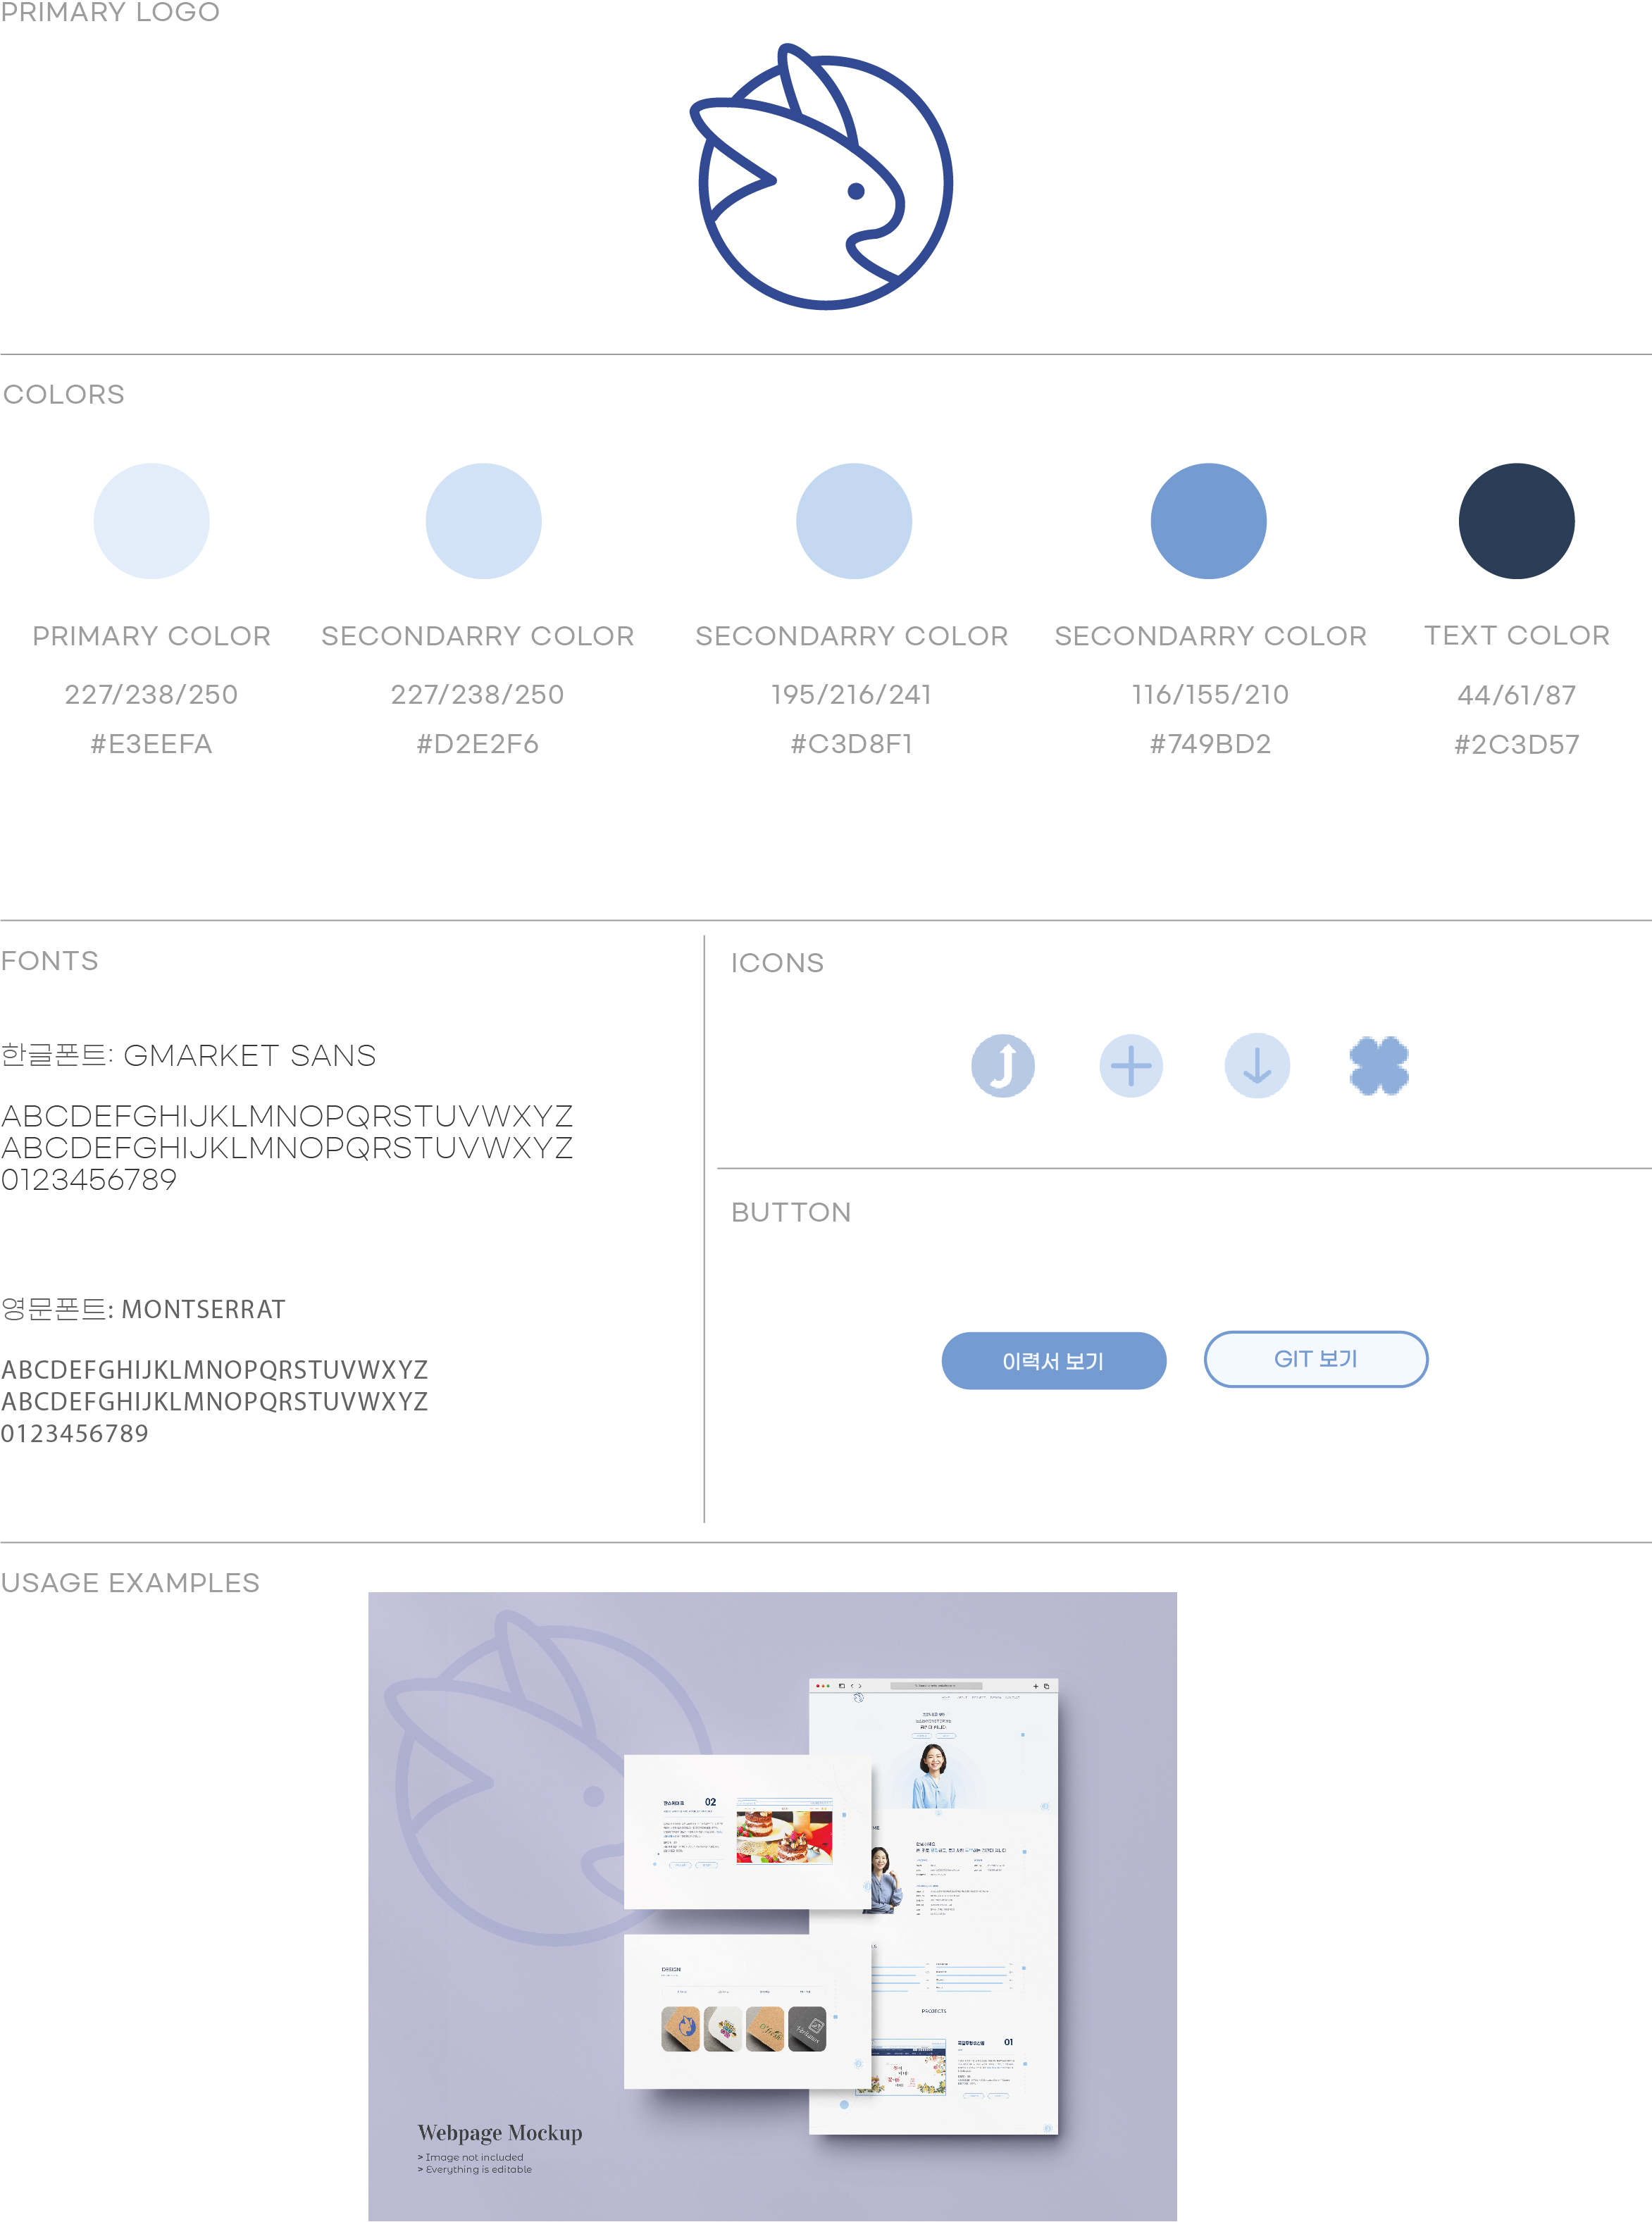 PRIMARY LOGO
COLORS
PRIMARY COLOR
227/238/250
#E3EEFA
SECONDARRY COLOR
227/238/250
#D2E2F6
SECONDARRY COLOR
195/216/241
#C3D8F1
SECONDARRY COLOR
116/155/210
#749BD2
TEXT COLOR
44/61/87
#2C3D57
FONTS
한글폰트: GMARKET SANS
ABCDEFGHIJKLMNOPQRSTUVWXYZ
ABCDEFGHIJKLMNOPQRSTUVWXYZ
0123456789
영문폰트: MONTSERRAT
ABCDEFGHIJKLMNOPQRSTUVWXYZ
ABCDEFGHIJKLMNOPQRSTUVWXYZ
0123456789
ICONS
BUTTON
이력서 보기
GIT 보기
USAGE EXAMPLES
02
DESIGN
PROJECTS
01
Webpage Mockup
> Image not included
> Everything is editable